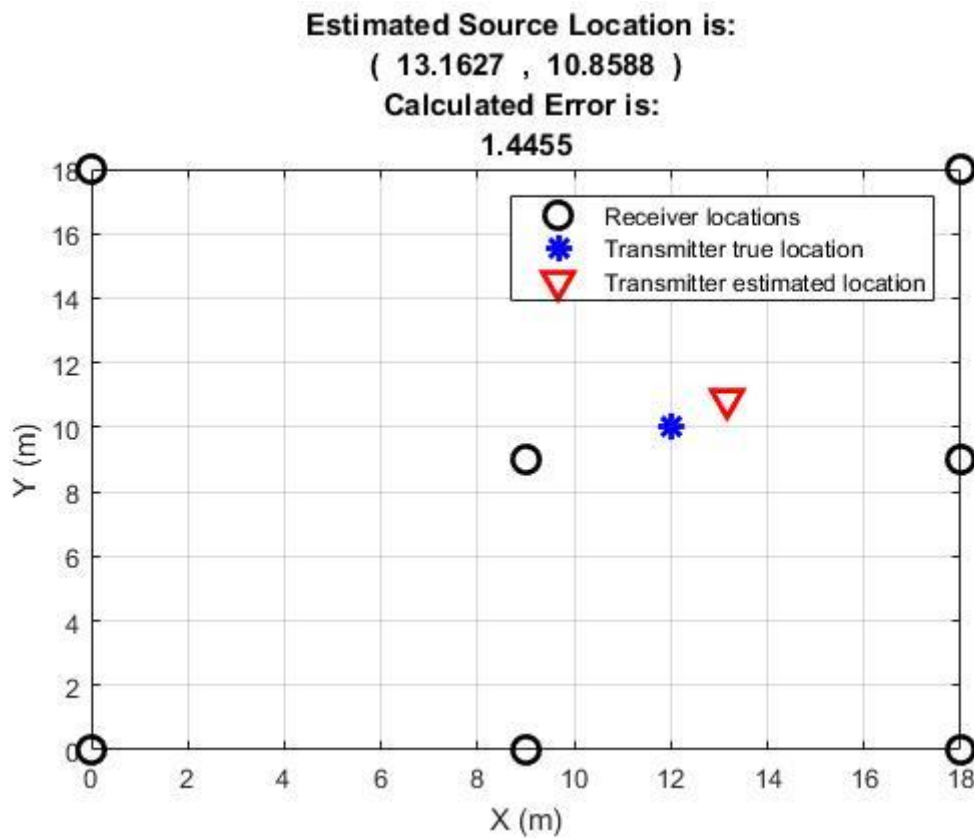 Estimated Source Location is:
( 13.1627 , 10.8588 )
Calculated Error is:
1.4455
18
16
14
12
10
8
6
4
2
0
Y (m)
Receiver locations
Transmitter true location
Transmitter estimated location
0 2 4 6 8 10 12 14 16 18
X (m)